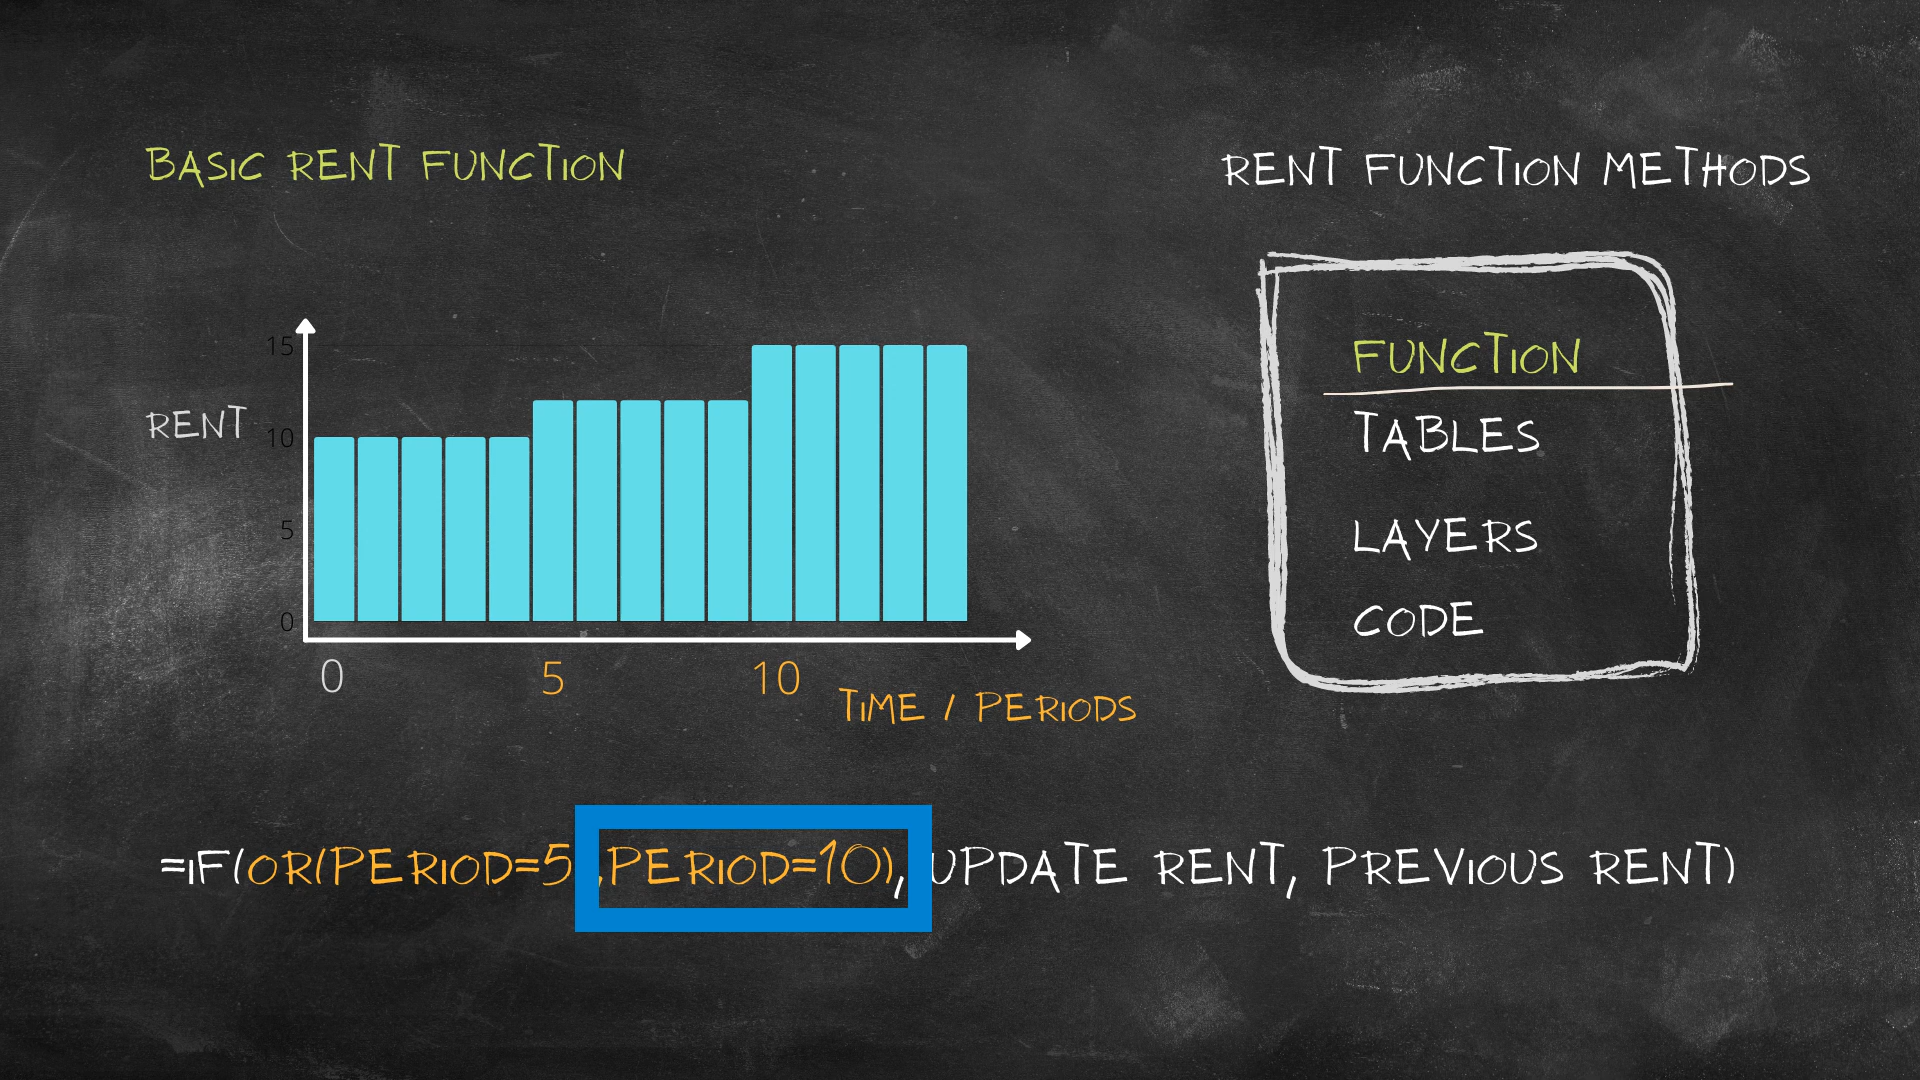 BASIC RENT FUNCTION
RENT FUNCTION METHODS
FUNCTION
TABLES
LAYERS
CODE
RENT
15
10
5
0
0 5 10
TIME / PERIODS
=IF(OR(PERIOD=5,PERIOD=10), UPDATE RENT, PREVIOUS RENT)